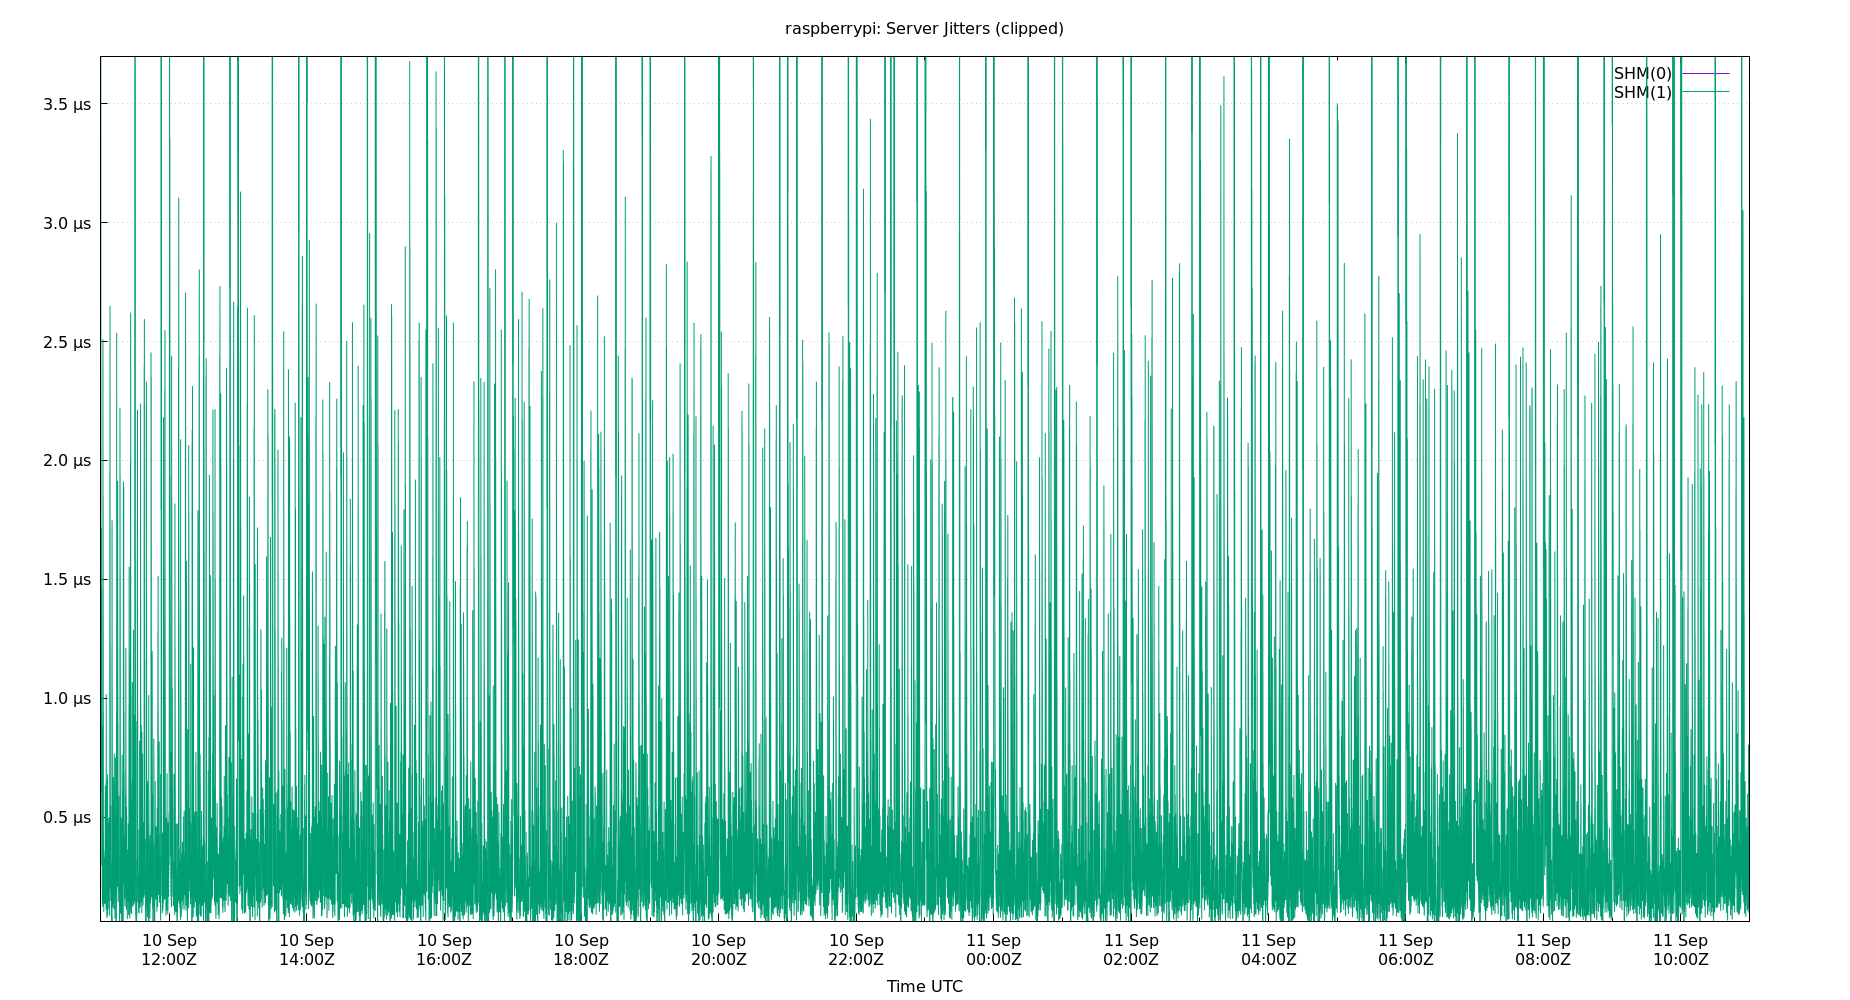 raspberrypi: Server Jitters (clipped)
SHM(0)
SHM(1)
3.5 µs
3.0 µs
2.5 µs
2.0 µs
1.5 µs
1.0 µs
0.5 µs
10 Sep 10 Sep 10 Sep 10 Sep 10 Sep 10 Sep 11 Sep 11 Sep 11 Sep 11 Sep 11 Sep 11 Sep
12:00Z 14:00Z 16:00Z 18:00Z 20:00Z 22:00Z 00:00Z 02:00Z 04:00Z 06:00Z 08:00Z 10:00Z
Time UTC